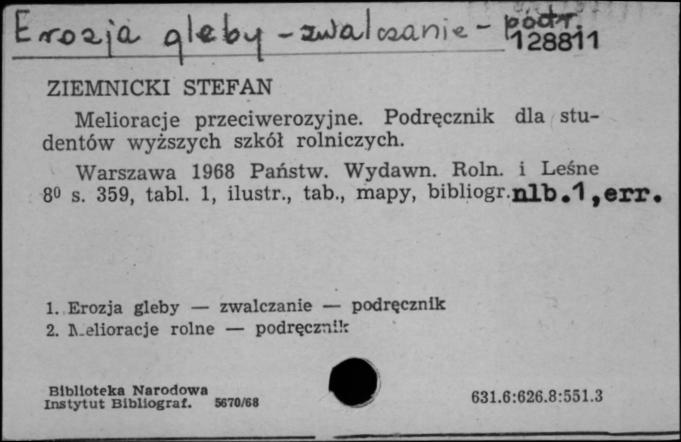 Erozja gleby - zwalczanie - podr.
128811
ZIEMNICKI STEFAN
Melioracje przeciwerozyjne. Podręcznik dla stu-
dentów wyższych szkół rolniczych.
Warszawa 1968 Państw. Wydawn. Roln. i Leśne
8⁰ s. 359, tabl. 1, ilustr., tab., mapy, bibliogr.nlb.1,err.
1. Erozja gleby — zwalczanie — podręcznik
2. Melioracje rolne — podręcznik
Biblioteka Narodowa
Instytut Bibliograf. 5670/68
631.6:626.8:551.3